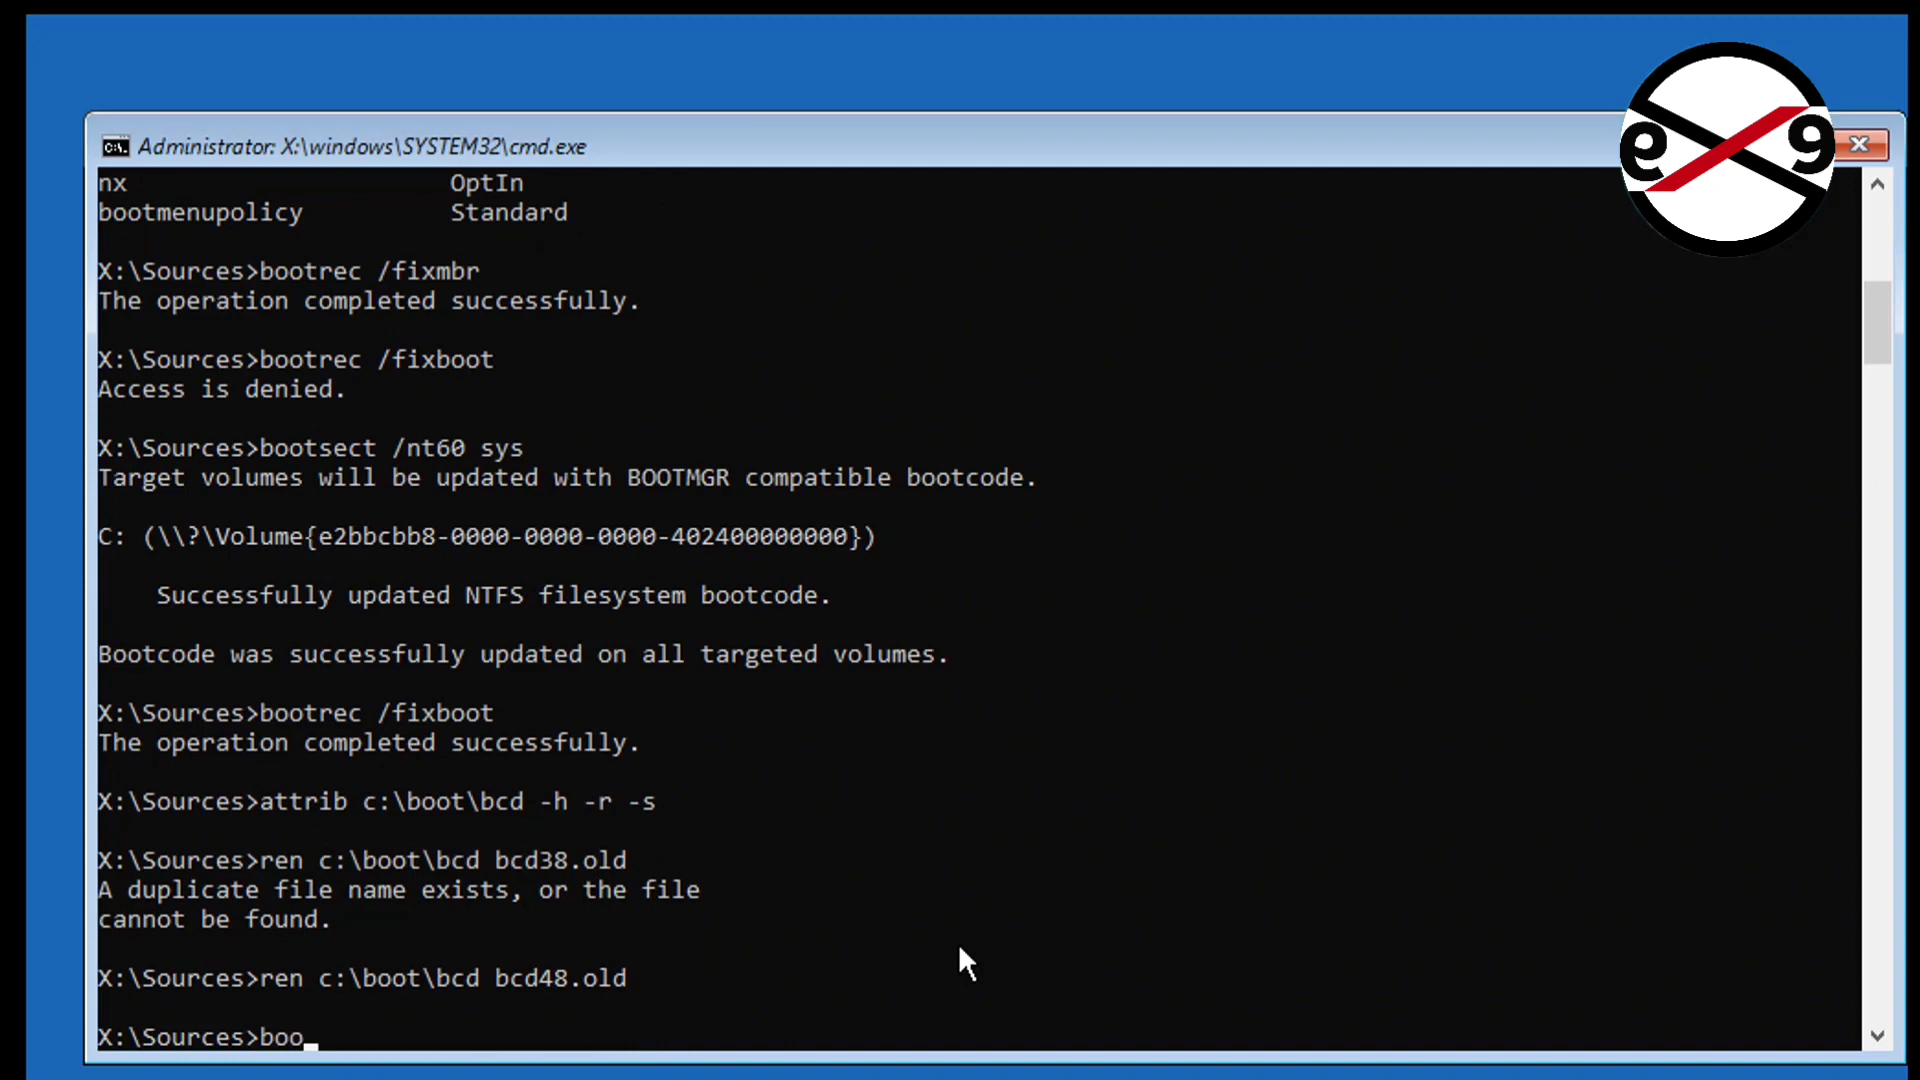 Administrator: X:\windows\SYSTEM32\cmd.exe
nx                      OptIn
bootmenupolicy          Standard
X:\Sources>bootrec /fixmbr
The operation completed successfully.
X:\Sources>bootrec /fixboot
Access is denied.
X:\Sources>bootsect /nt60 sys
Target volumes will be updated with BOOTMGR compatible bootcode.
C: (\\?\Volume{e2bbcbb8-0000-0000-0000-402400000000})
    Successfully updated NTFS filesystem bootcode.
Bootcode was successfully updated on all targeted volumes.
X:\Sources>bootrec /fixboot
The operation completed successfully.
X:\Sources>attrib c:\boot\bcd -h -r -s
X:\Sources>ren c:\boot\bcd bcd38.old
A duplicate file name exists, or the file
cannot be found.
X:\Sources>ren c:\boot\bcd bcd48.old
X:\Sources>boo